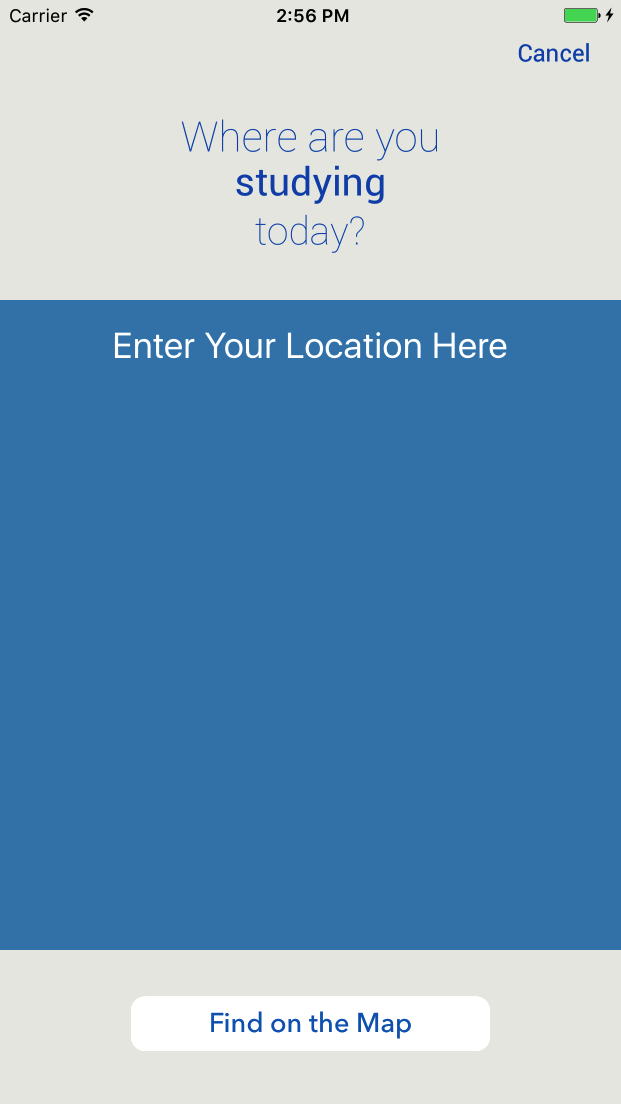 Carrier 2:56 PM
Cancel
Where are you
studying
today?
Enter Your Location Here
Find on the Map